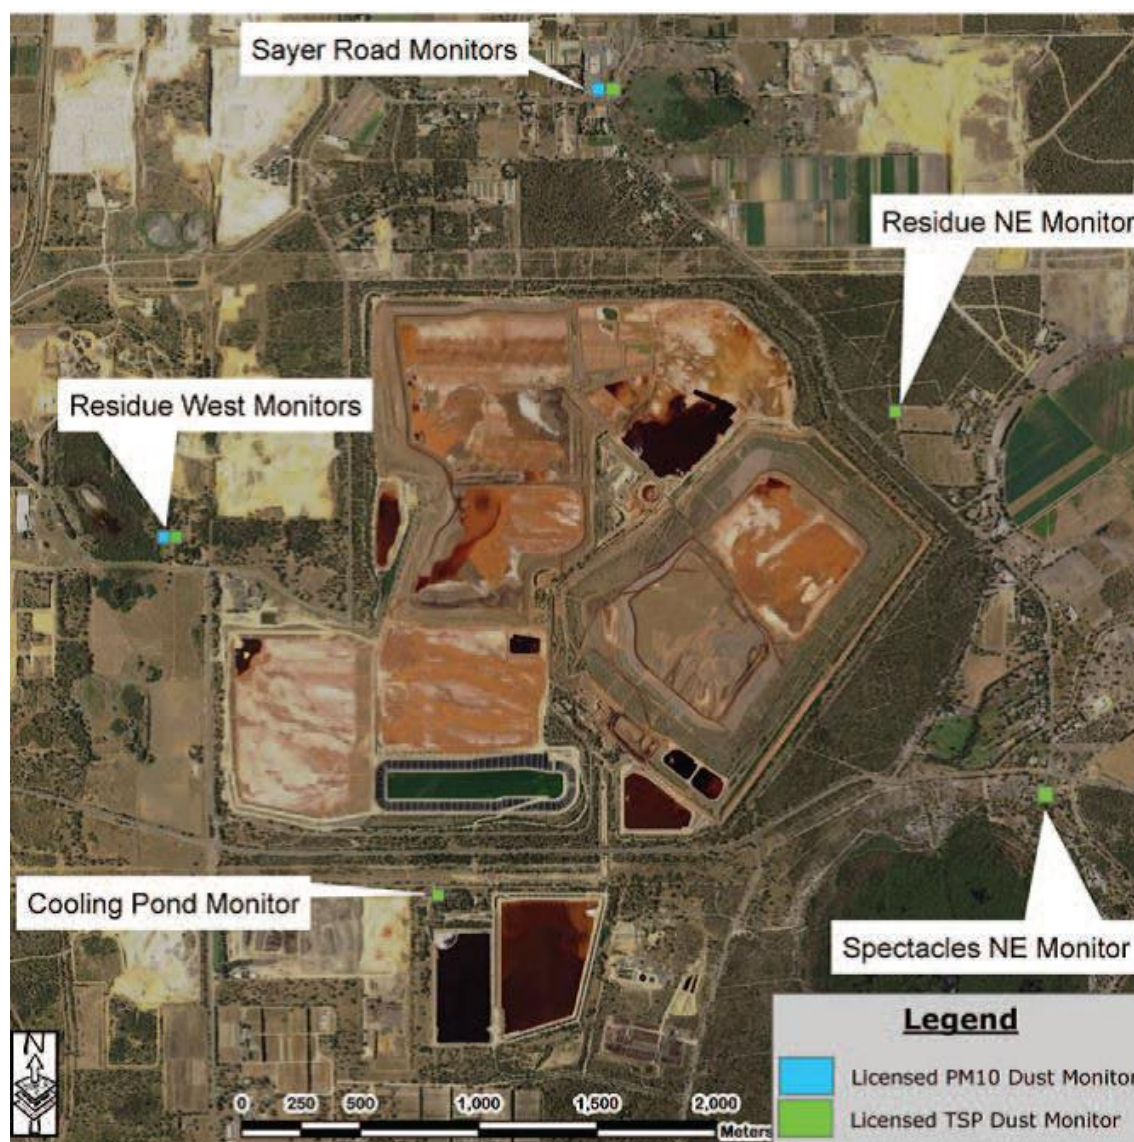 Sayer Road Monitors
Residue NE Monitor
Residue West Monitors
Cooling Pond Monitor
Spectacles NE Monitor
N
Legend
Licensed PM10 Dust Monitor
Licensed TSP Dust Monitor
0 250 500 1,000 1,500 2,000
Meters